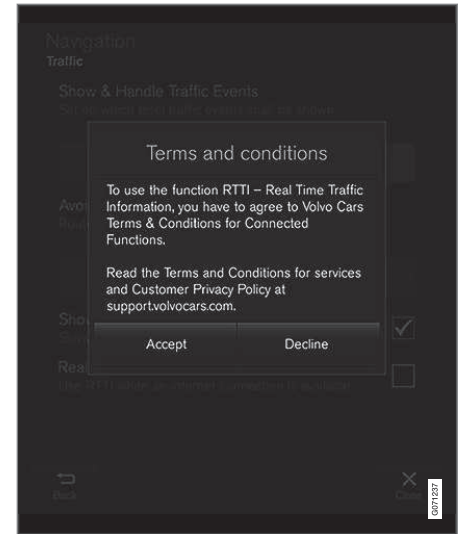 Navigation
Traffic
Show & Handle Traffic Events
Terms and conditions
To use the function RTTI – Real Time Traffic
Information, you have to agree to Volvo Cars
Terms & Conditions for Connected
Functions.
Read the Terms and Conditions for services
and Customer Privacy Policy at
support.volvocars.com.
Accept
Decline
Back
Close
G071237